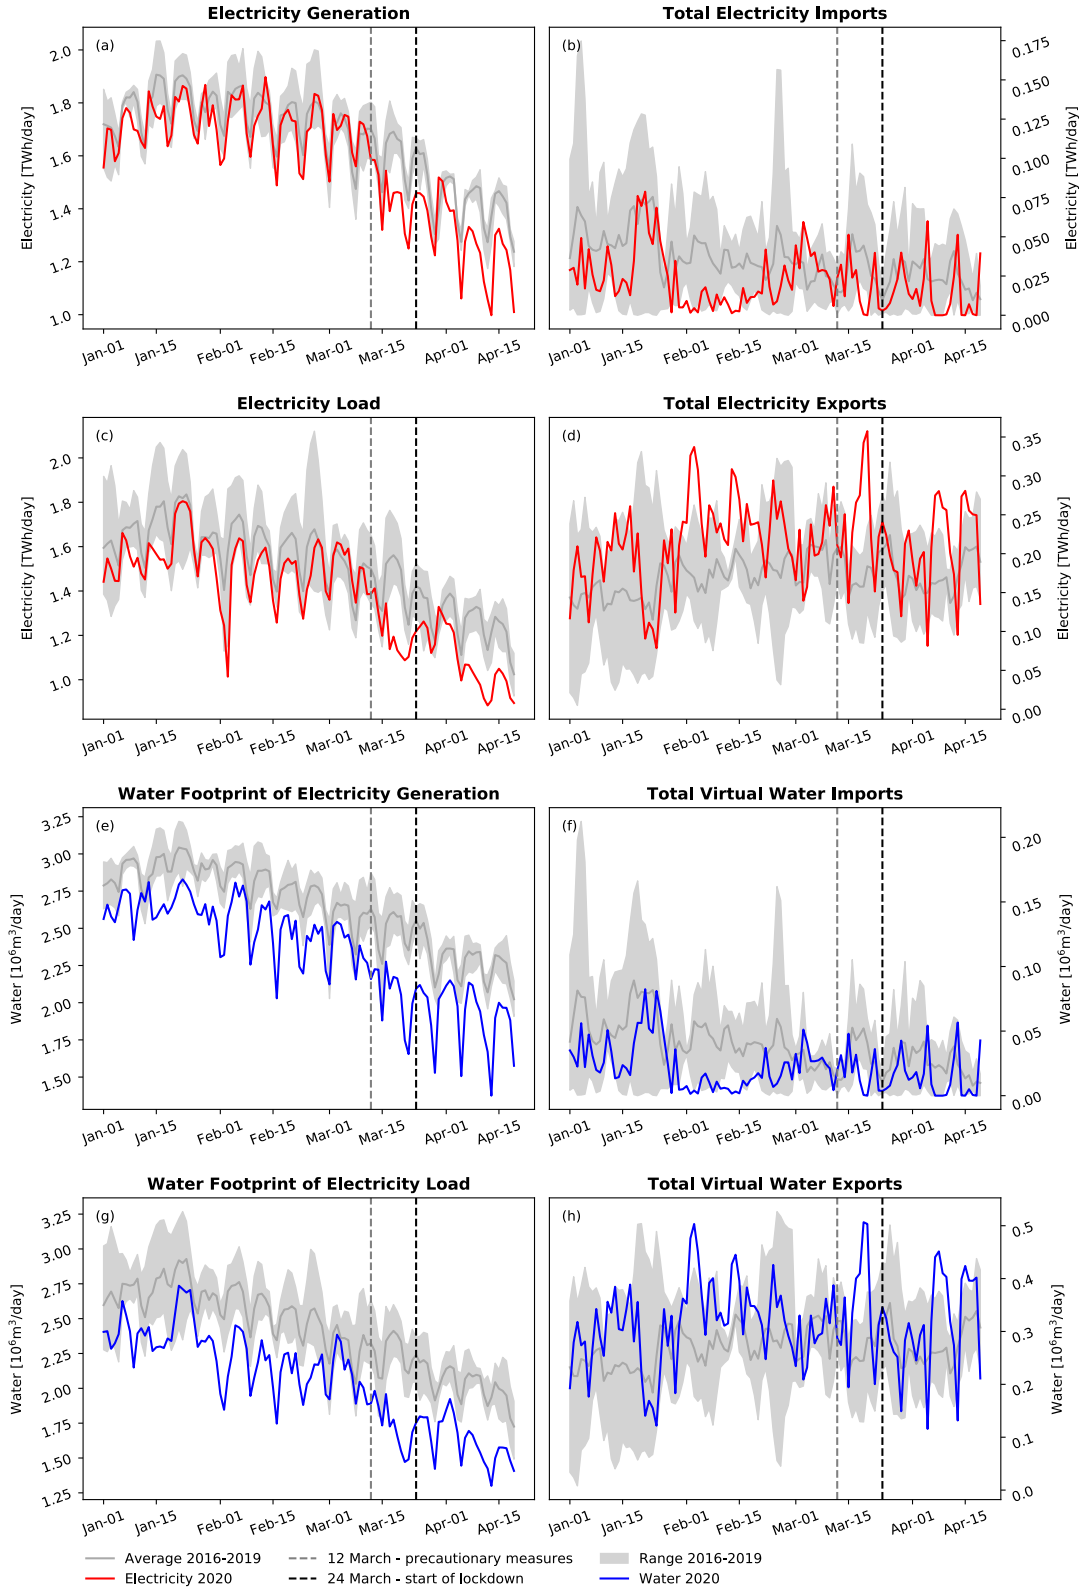 Electricity Generation
(a)
Electricity [TWh/day]
2.0
1.8
1.6
1.4
1.2
1.0
Jan-01
Jan-15
Feb-01
Feb-15
Mar-01
Mar-15
Apr-01
Apr-15
Total Electricity Imports
(b)
Electricity [TWh/day]
0.175
0.150
0.125
0.100
0.075
0.050
0.025
0.000
Jan-01
Jan-15
Feb-01
Feb-15
Mar-01
Mar-15
Apr-01
Apr-15
Electricity Load
(c)
Electricity [TWh/day]
2.0
1.8
1.6
1.4
1.2
1.0
Jan-01
Jan-15
Feb-01
Feb-15
Mar-01
Mar-15
Apr-01
Apr-15
Total Electricity Exports
(d)
Electricity [TWh/day]
0.35
0.30
0.25
0.20
0.15
0.10
0.05
0.00
Jan-01
Jan-15
Feb-01
Feb-15
Mar-01
Mar-15
Apr-01
Apr-15
Water Footprint of Electricity Generation
(e)
Water [10⁶m³/day]
3.25
3.00
2.75
2.50
2.25
2.00
1.75
1.50
Jan-01
Jan-15
Feb-01
Feb-15
Mar-01
Mar-15
Apr-01
Apr-15
Total Virtual Water Imports
(f)
Water [10⁶m³/day]
0.20
0.15
0.10
0.05
0.00
Jan-01
Jan-15
Feb-01
Feb-15
Mar-01
Mar-15
Apr-01
Apr-15
Water Footprint of Electricity Load
(g)
Water [10⁶m³/day]
3.25
3.00
2.75
2.50
2.25
2.00
1.75
1.50
1.25
Jan-01
Jan-15
Feb-01
Feb-15
Mar-01
Mar-15
Apr-01
Apr-15
Total Virtual Water Exports
(h)
Water [10⁶m³/day]
0.5
0.4
0.3
0.2
0.1
0.0
Jan-01
Jan-15
Feb-01
Feb-15
Mar-01
Mar-15
Apr-01
Apr-15
Average 2016-2019
Electricity 2020
12 March - precautionary measures
24 March - start of lockdown
Range 2016-2019
Water 2020